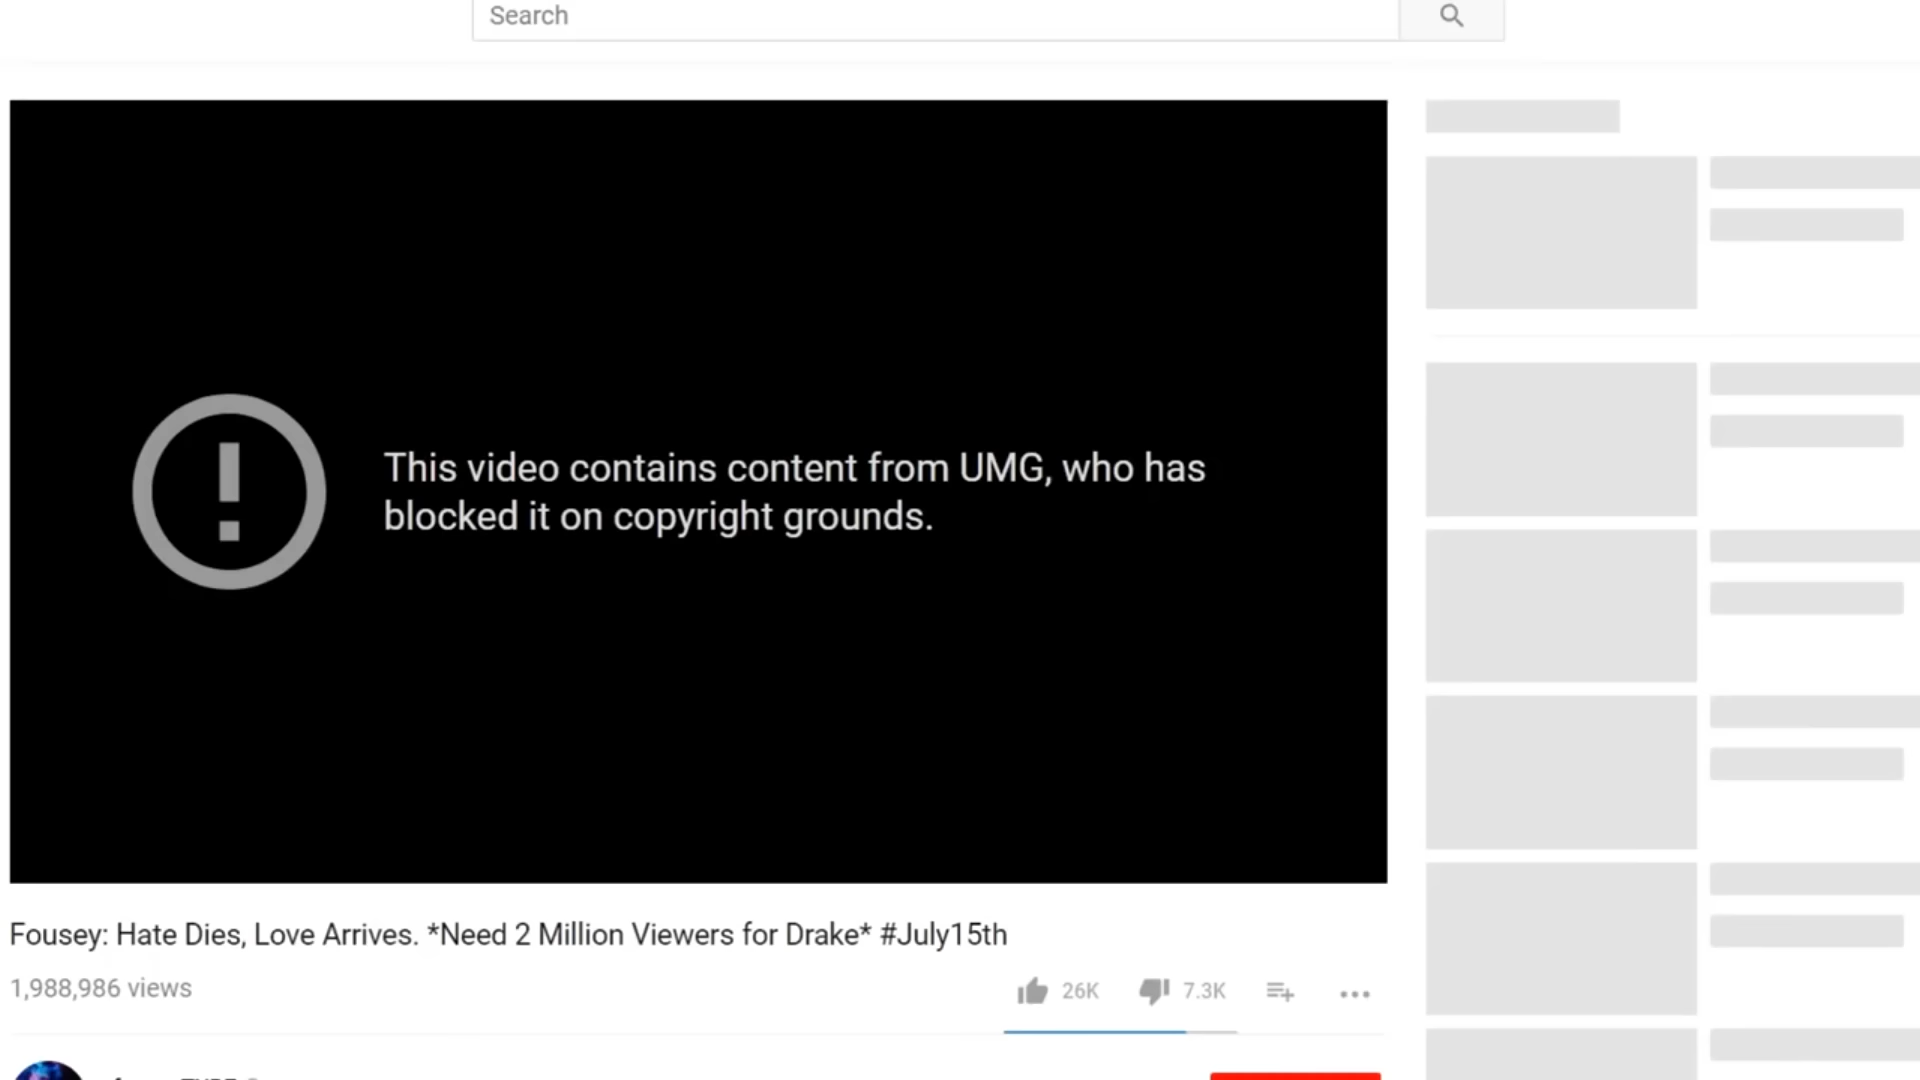 Search
This video contains content from UMG, who has
blocked it on copyright grounds.
Fousey: Hate Dies, Love Arrives. *Need 2 Million Viewers for Drake* #July15th
1,988,986 views
26K
7.3K